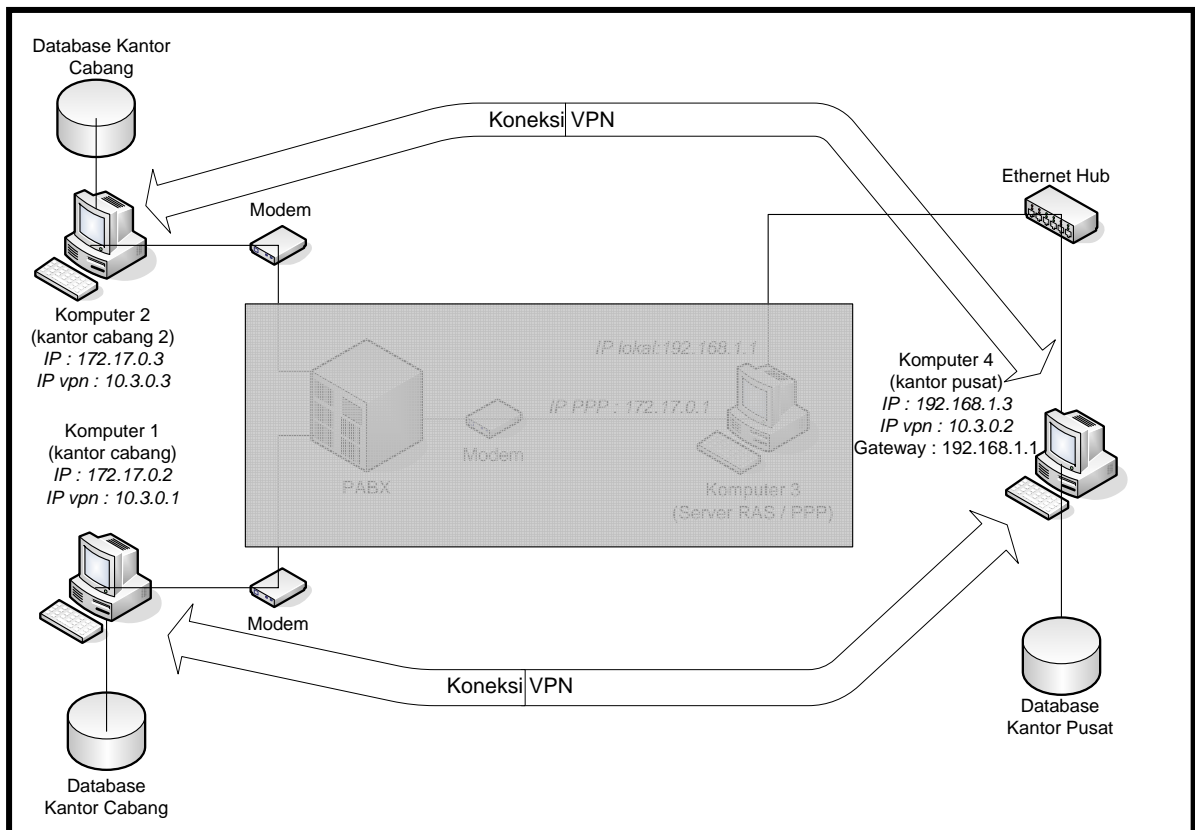 Database Kantor
Cabang
Koneksi VPN
Ethernet Hub
Modem
Komputer 2
(kantor cabang 2)
IP : 172.17.0.3
IP vpn : 10.3.0.3
IP lokal:192.168.1.1
Komputer 4
(kantor pusat)
IP : 192.168.1.3
IP vpn : 10.3.0.2
Gateway : 192.168.1.1
IP PPP : 172.17.0.1
Komputer 1
(kantor cabang)
IP : 172.17.0.2
IP vpn : 10.3.0.1
Modem
PABX
Komputer 3
(Server RAS / PPP)
Modem
Koneksi VPN
Database
Kantor Pusat
Database
Kantor Cabang